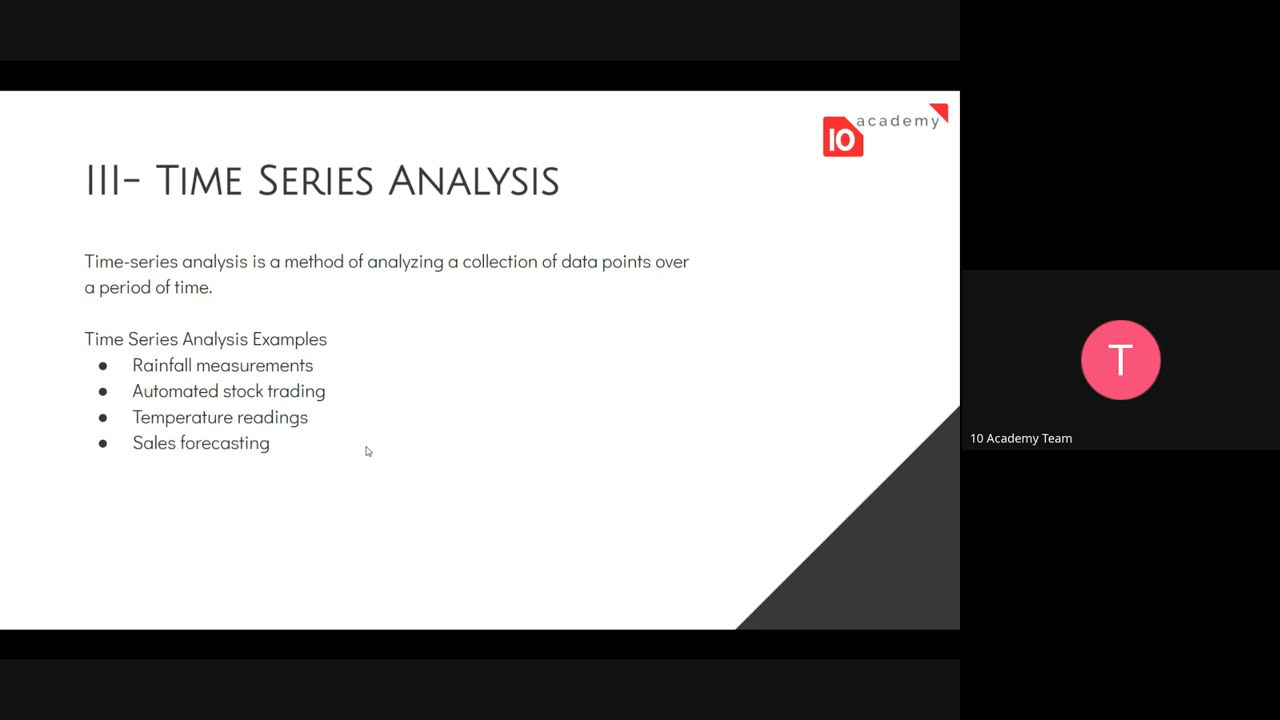 10 academy
III- Time Series Analysis
Time-series analysis is a method of analyzing a collection of data points over
a period of time.
Time Series Analysis Examples
● Rainfall measurements
● Automated stock trading
● Temperature readings
● Sales forecasting
T
10 Academy Team